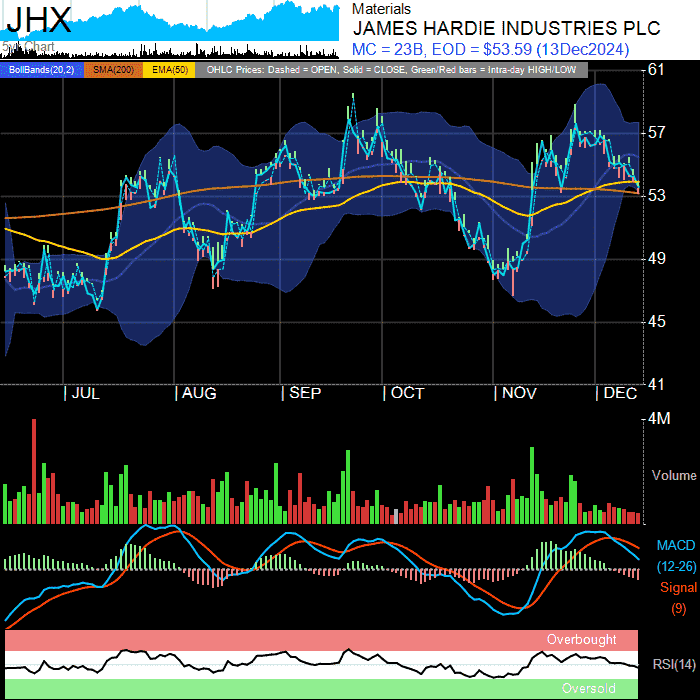 JHX
5yr Chart
Materials
JAMES HARDIE INDUSTRIES PLC
MC = 23B, EOD = $53.59 (13Dec2024)
BollBands(20,2) SMA(200) EMA(50) OHLC Prices: Dashed = OPEN, Solid = CLOSE, Green/Red bars = Intra-day HIGH/LOW
61
57
53
49
45
41
JUL AUG SEP OCT NOV DEC
4M
Volume
MACD
(12-26)
Signal
(9)
Overbought
RSI(14)
Oversold